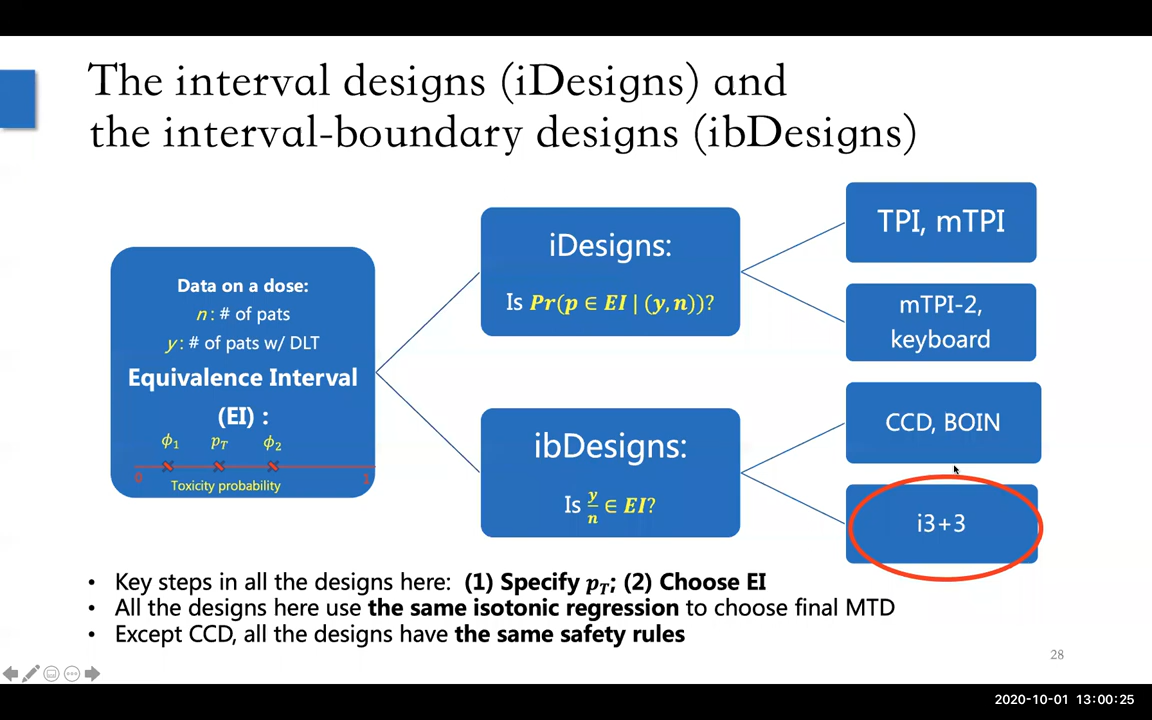 The interval designs (iDesigns) and
the interval-boundary designs (ibDesigns)
Data on a dose:
n: # of pats
y: # of pats w/ DLT
Equivalence Interval
(EI) :
ϕ1 pT ϕ2
0 1
Toxicity probability
iDesigns:
Is Pr(p ∈ EI | (y, n))?
ibDesigns:
Is y/n ∈ EI?
TPI, mTPI
mTPI-2,
keyboard
CCD, BOIN
i3+3
• Key steps in all the designs here: (1) Specify pT; (2) Choose EI
• All the designs here use the same isotonic regression to choose final MTD
• Except CCD, all the designs have the same safety rules
28
2020-10-01 13:00:25